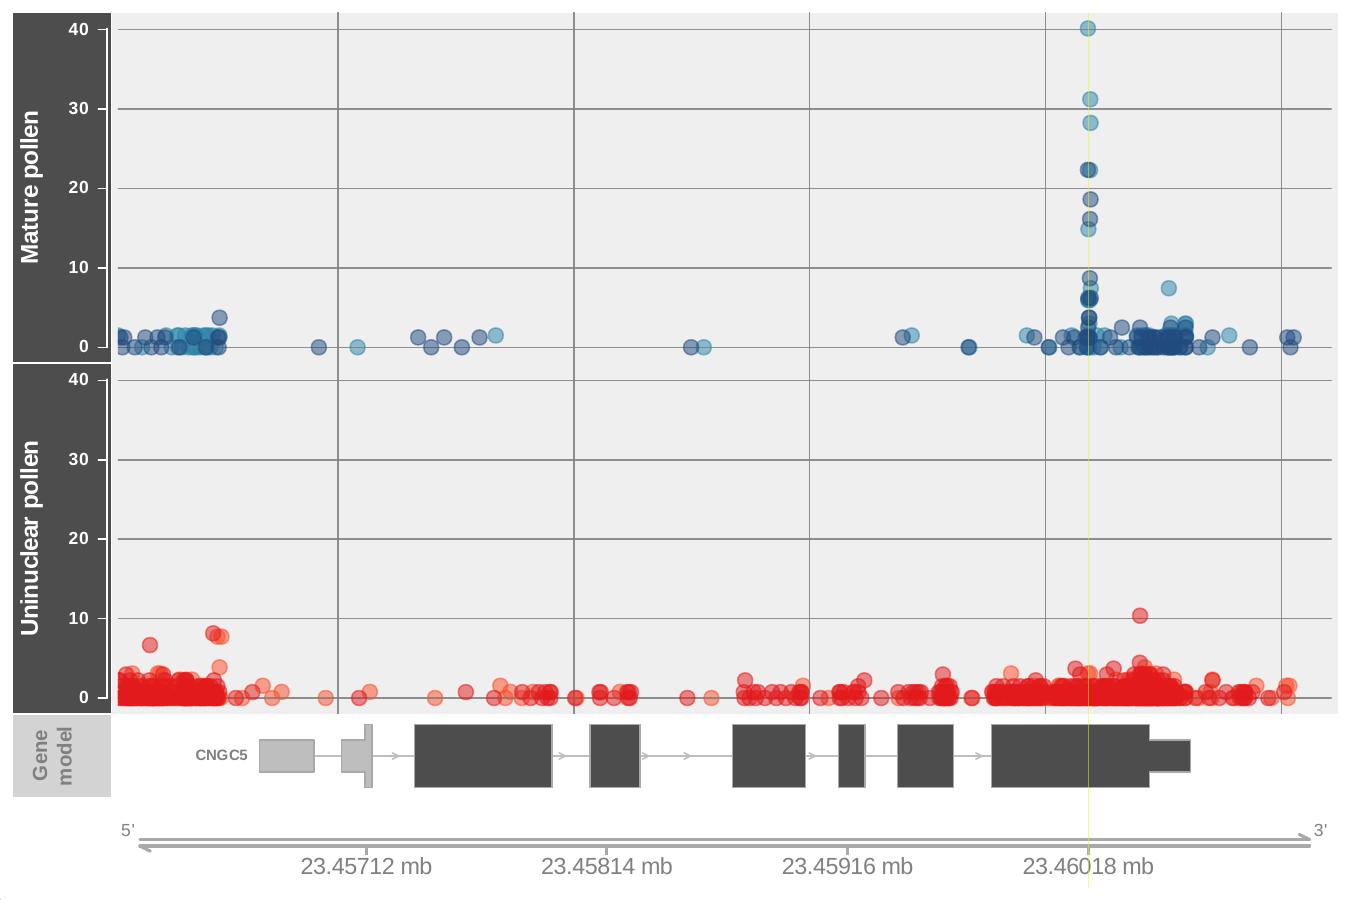 Mature pollen
40
30
20
10
0
Uninuclear pollen
40
30
20
10
0
Gene
model
CNGC5
5'
3'
23.45712 mb
23.45814 mb
23.45916 mb
23.46018 mb